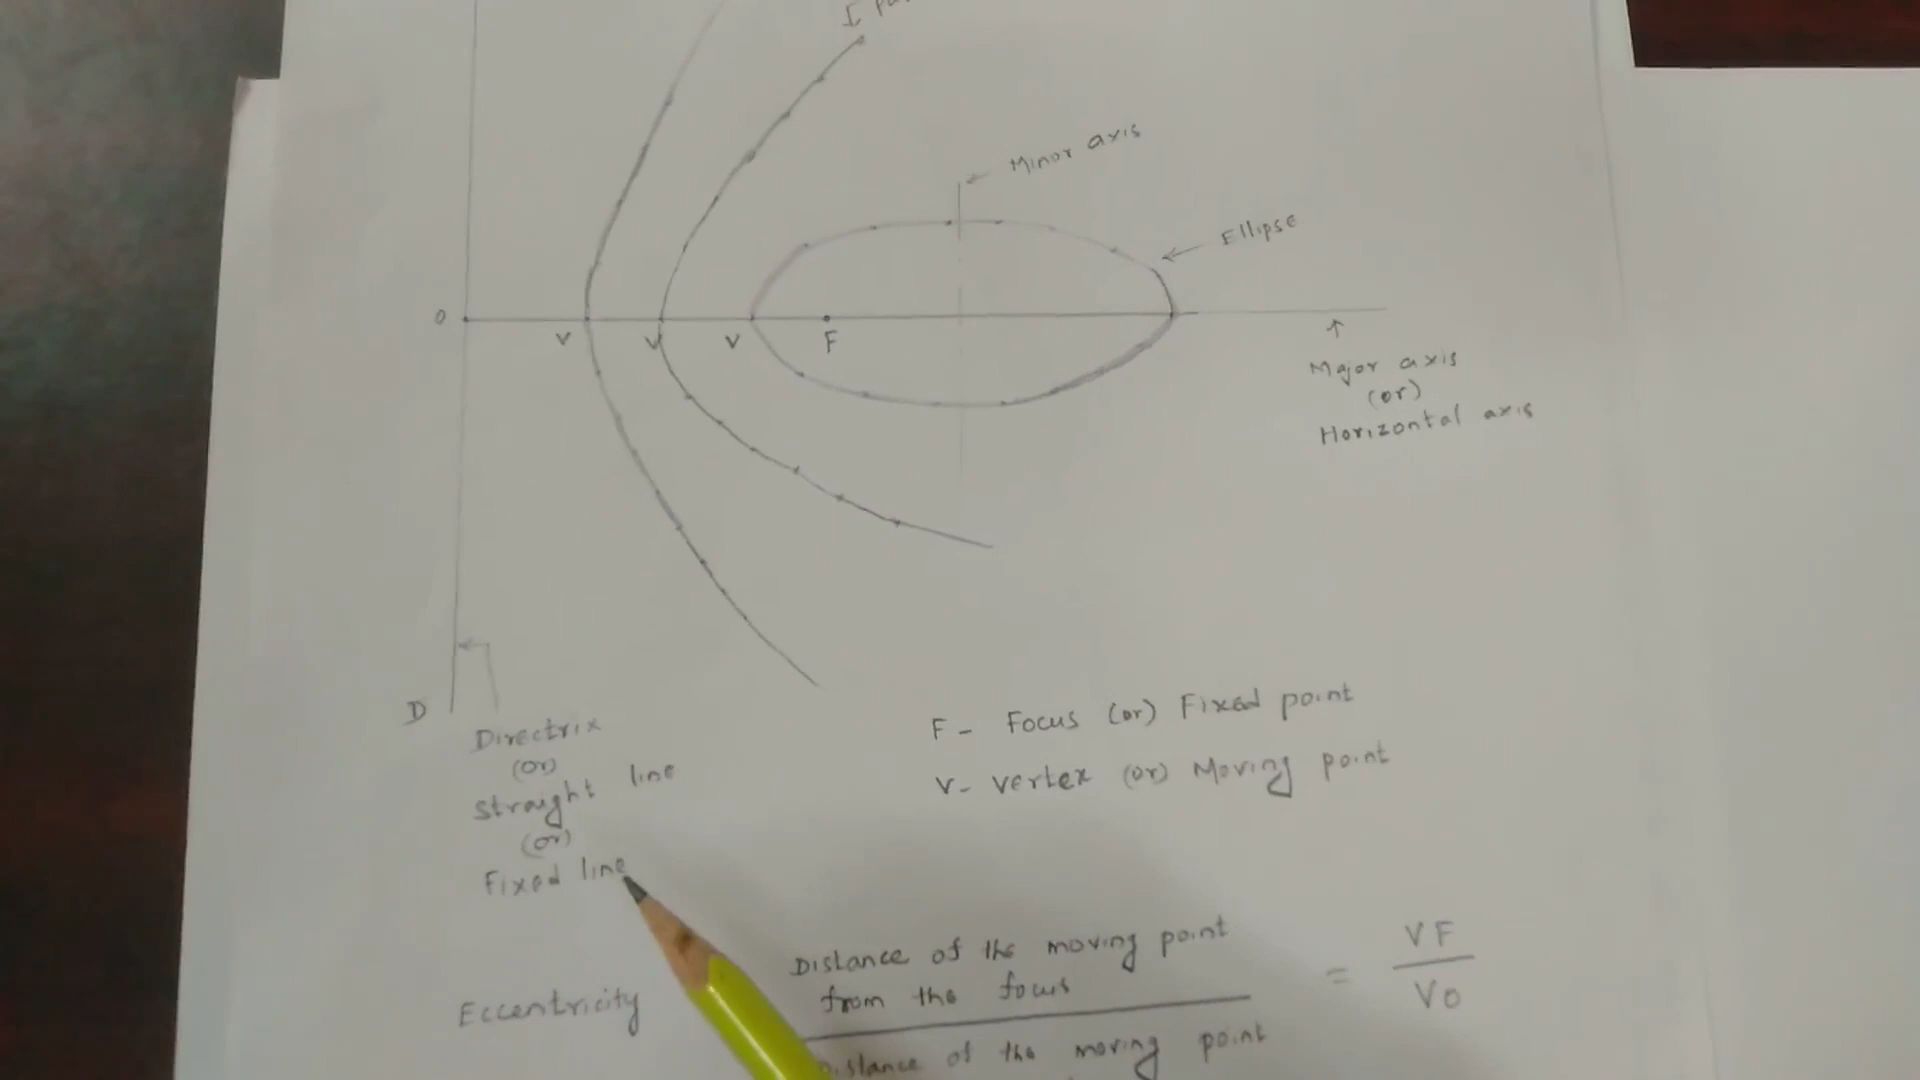 Minor axis
Ellipse
O
V
V
V
F
Major axis
(or)
Horizontal axis
D
Directrix
(or)
Straight line
(or)
Fixed line
F - Focus (or) Fixed point
V - Vertex (or) Moving point
Eccentricity
Distance of the moving point
from the focus
= VF
VO
Distance of the moving point